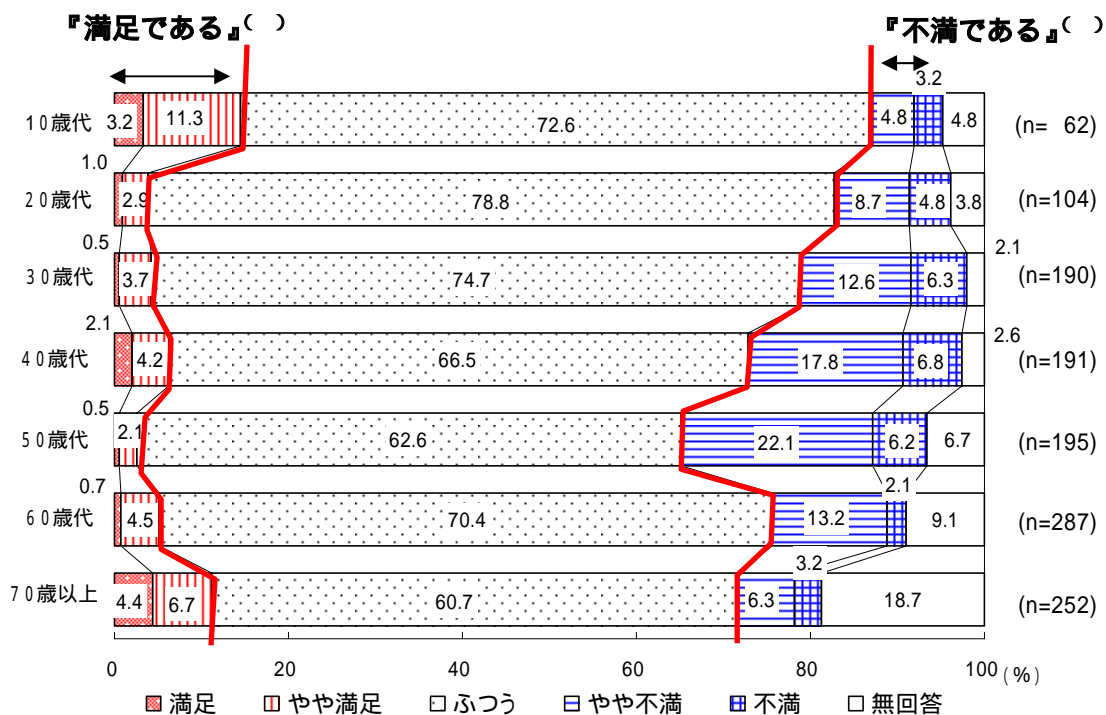 『満足である』( ) 『不満である』( )
3.2
10歳代 3.2 11.3 72.6 4.8 4.8 (n= 62)
1.0
20歳代 2.9 78.8 8.7 4.8 3.8 (n=104)
0.5 2.1
30歳代 3.7 74.7 12.6 6.3 (n=190)
2.1 2.6
40歳代 4.2 66.5 17.8 6.8 (n=191)
0.5
50歳代 2.1 62.6 22.1 6.2 6.7 (n=195)
0.7 2.1
60歳代 4.5 70.4 13.2 9.1 (n=287)
3.2
70歳以上 4.4 6.7 60.7 6.3 18.7 (n=252)
0 20 40 60 80 100 (%)
満足 やや満足 ふつう やや不満 不満 無回答